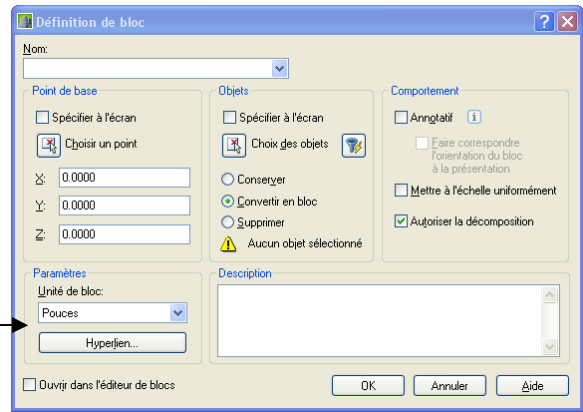 Définition de bloc
Nom:
Point de base
Spécifier à l'écran
Choisir un point
X: 0.0000
Y: 0.0000
Z: 0.0000
Objets
Spécifier à l'écran
Choix des objets
Conserver
Convertir en bloc
Supprimer
Aucun objet sélectionné
Comportement
Annotatif
Faire correspondre
l'orientation du bloc
à la présentation
Mettre à l'échelle uniformément
Autoriser la décomposition
Paramètres
Unité de bloc:
Pouces
Hyperlien...
Description
Ouvrir dans l'éditeur de blocs
OK
Annuler
Aide